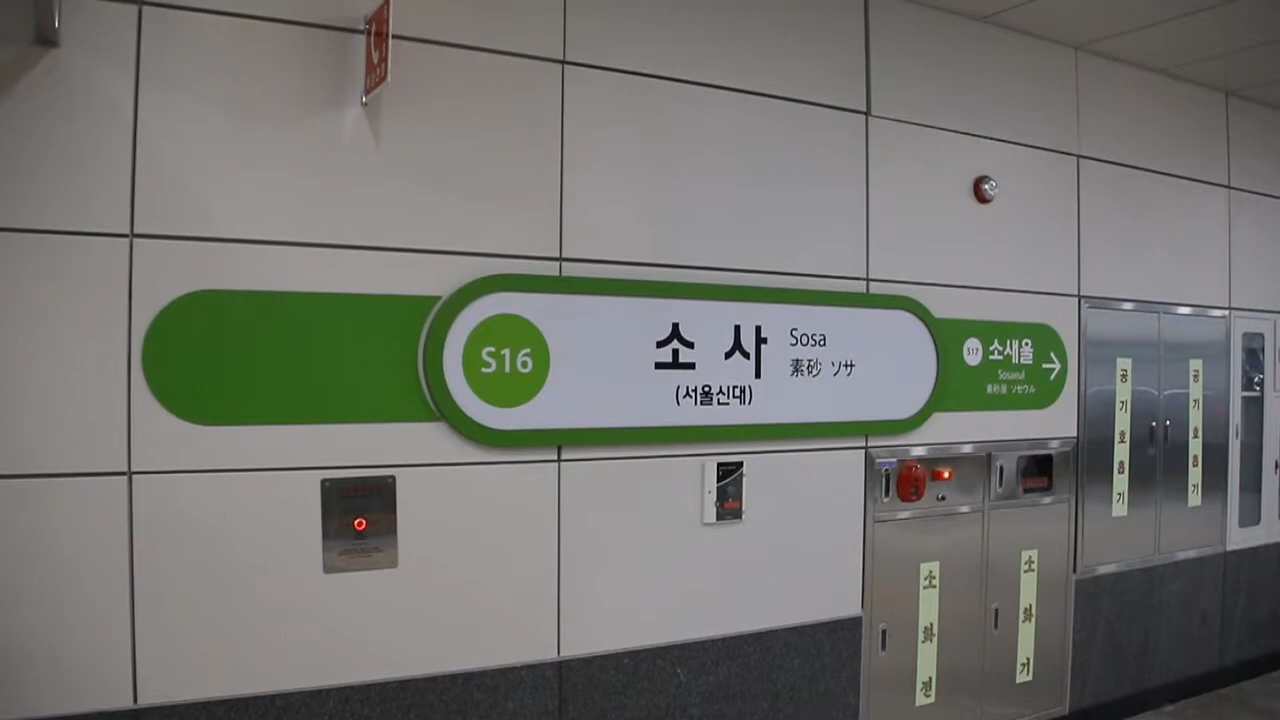 S16
소 사
(서울신대)
Sosa
素砂 ソサ
S17
소새울
Sosaeul
素砂을 ソセウル
공기호흡기
공기호흡기
소화전
소화기